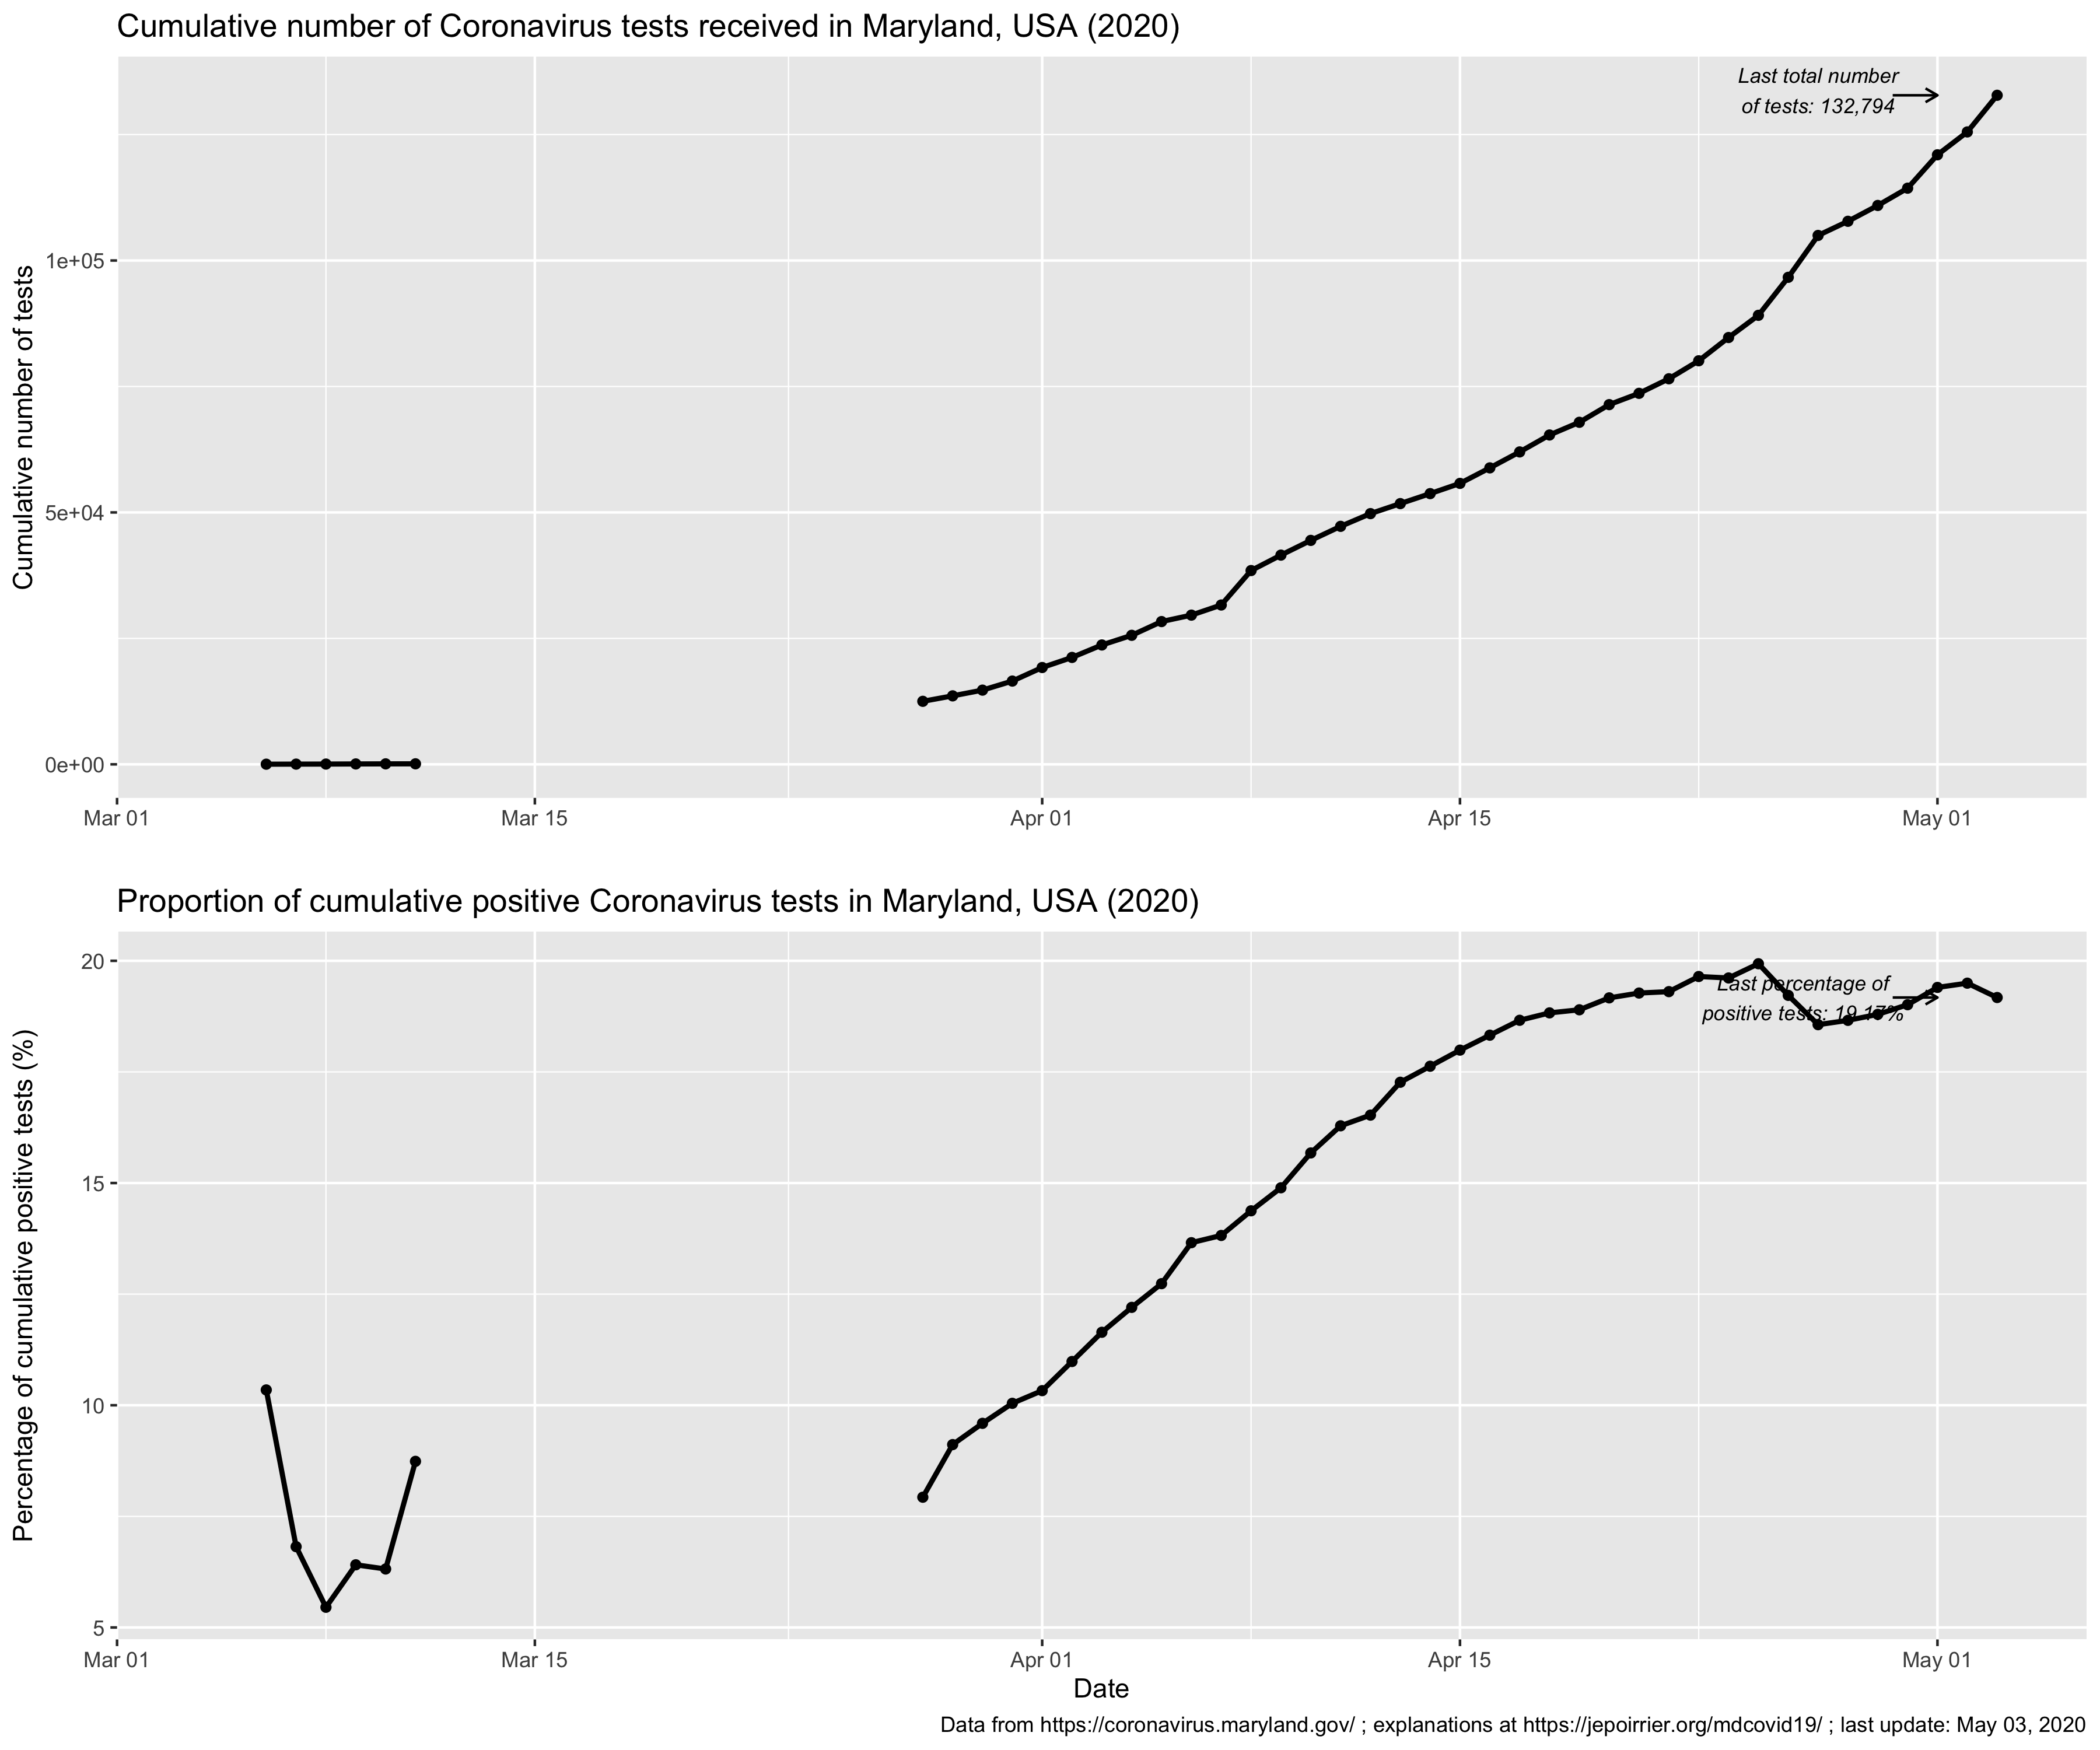 Cumulative number of Coronavirus tests received in Maryland, USA (2020)
Last total number
of tests: 132,794
Cumulative number of tests
1e+05
5e+04
0e+00
Mar 01
Mar 15
Apr 01
Apr 15
May 01
Proportion of cumulative positive Coronavirus tests in Maryland, USA (2020)
Last percentage of
positive tests: 19.17%
Percentage of cumulative positive tests (%)
20
15
10
5
Mar 01
Mar 15
Apr 01
Apr 15
May 01
Date
Data from https://coronavirus.maryland.gov/ ; explanations at https://jepoirrier.org/mdcovid19/ ; last update: May 03, 2020